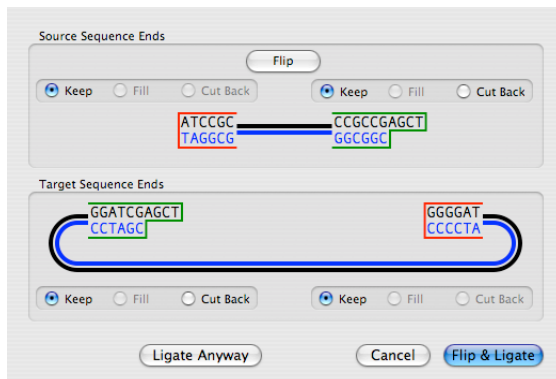 Source Sequence Ends
Flip
Keep Fill Cut Back Keep Fill Cut Back
ATCCGC CCGCCGAGCT
TAGGCG GGCGGC
Target Sequence Ends
GGATCGAGCT GGGGAT
CCTAGC CCCCTA
Keep Fill Cut Back Keep Fill Cut Back
Ligate Anyway Cancel Flip & Ligate